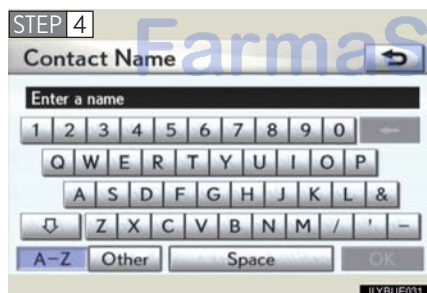 STEP 4
FarmaS
Contact Name
Enter a name
1 2 3 4 5 6 7 8 9 0 ←
Q W E R T Y U I O P
A S D F G H J K L &
Z X C V B N M / ' -
A-Z Other Space OK